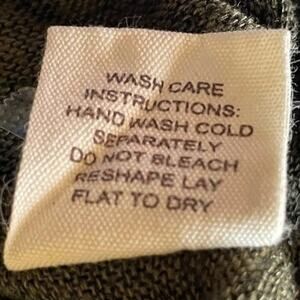 WASH CARE
INSTRUCTIONS:
HAND WASH COLD
SEPARATELY
DO NOT BLEACH
RESHAPE LAY
FLAT TO DRY